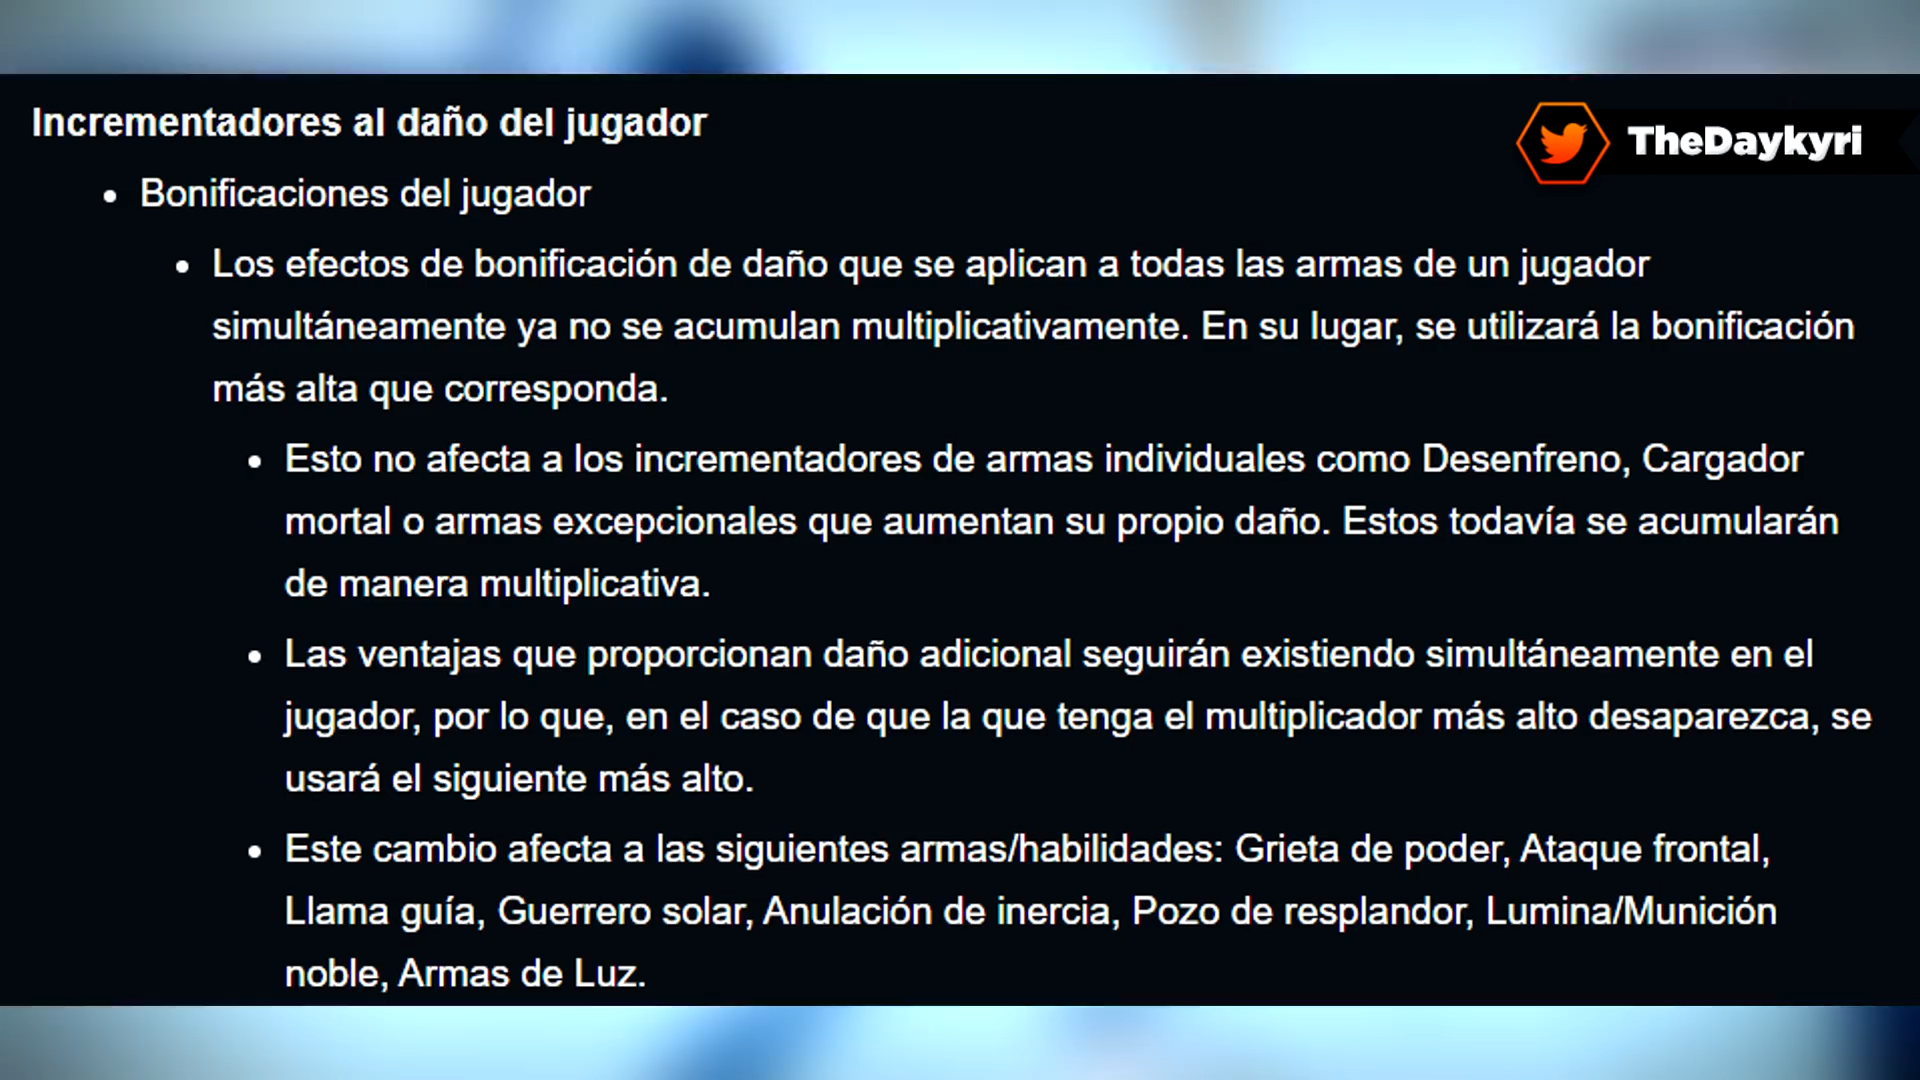 Incrementadores al daño del jugador
TheDaykyri
• Bonificaciones del jugador
• Los efectos de bonificación de daño que se aplican a todas las armas de un jugador
simultáneamente ya no se acumulan multiplicativamente. En su lugar, se utilizará la bonificación
más alta que corresponda.
• Esto no afecta a los incrementadores de armas individuales como Desenfreno, Cargador
mortal o armas excepcionales que aumentan su propio daño. Estos todavía se acumularán
de manera multiplicativa.
• Las ventajas que proporcionan daño adicional seguirán existiendo simultáneamente en el
jugador, por lo que, en el caso de que la que tenga el multiplicador más alto desaparezca, se
usará el siguiente más alto.
• Este cambio afecta a las siguientes armas/habilidades: Grieta de poder, Ataque frontal,
Llama guía, Guerrero solar, Anulación de inercia, Pozo de resplandor, Lumina/Munición
noble, Armas de Luz.